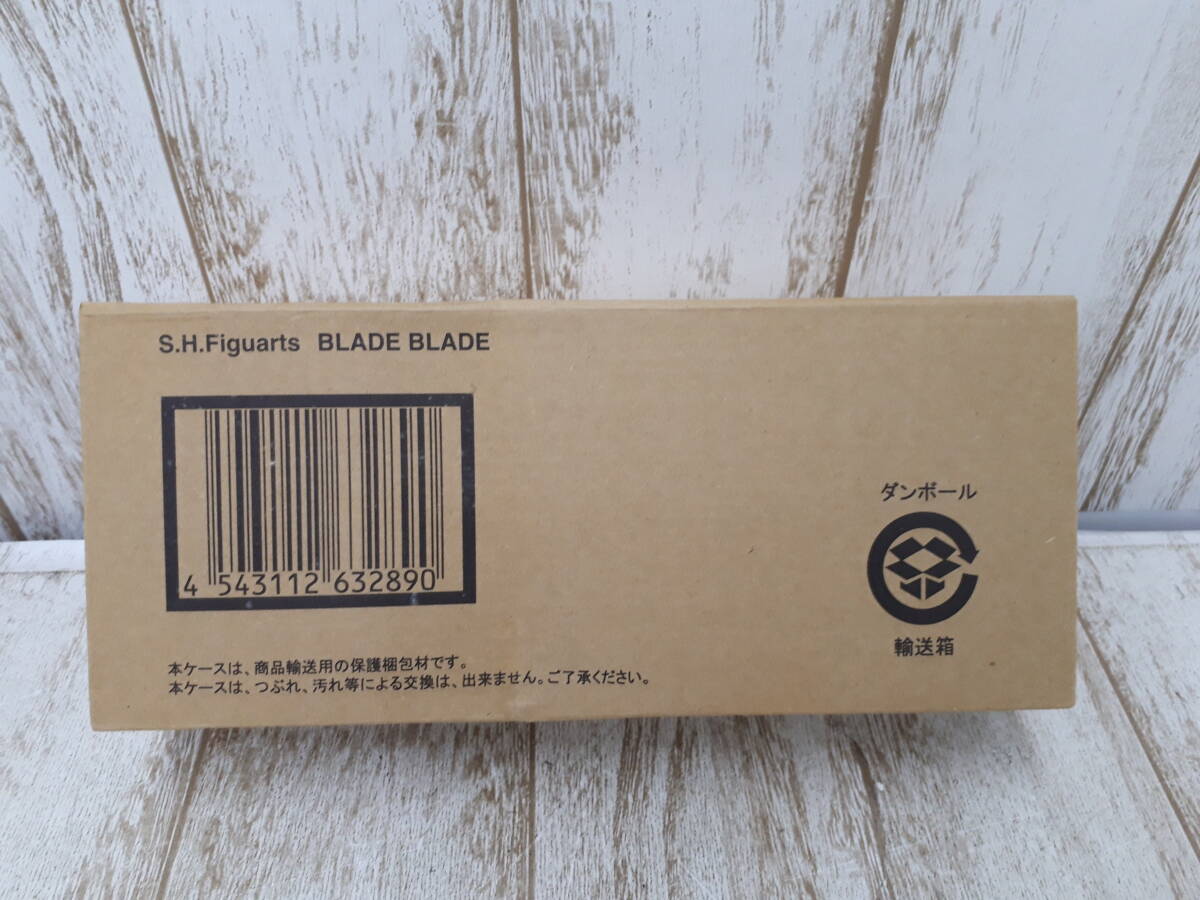 S.H.Figuarts BLADE BLADE
4 543112 632890
ダンボール
輸送箱
本ケースは、商品輸送用の保護梱包材です。
本ケースは、つぶれ、汚れ等による交換は、出来ません。ご了承ください。